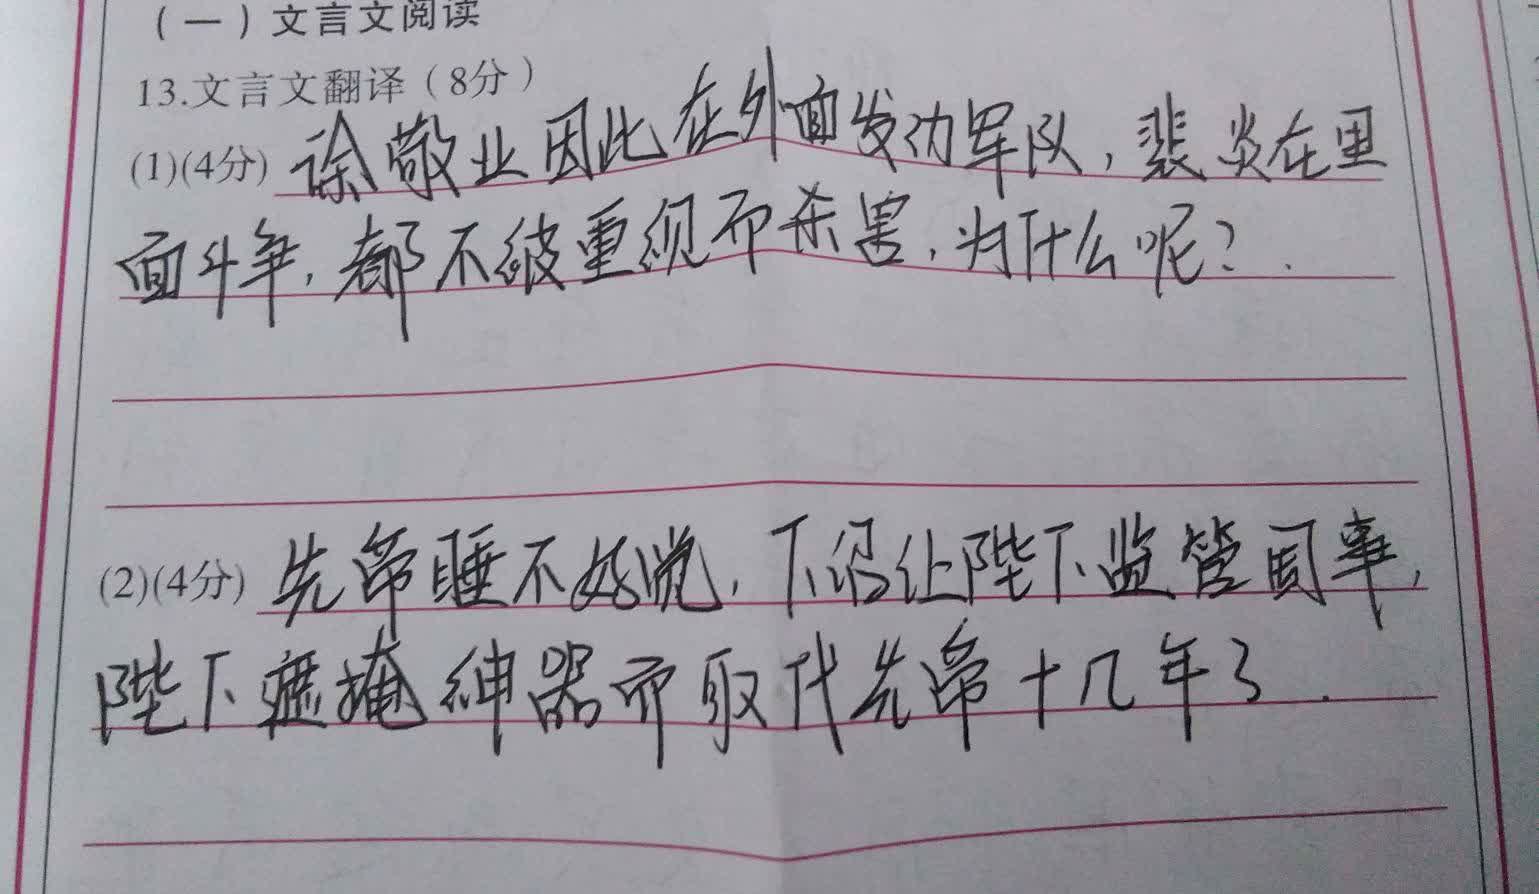 （一）文言文阅读
13.文言文翻译（8分）
(1)(4分) 徐敬业因此在外面发动军队，裴炎在里
面斗争，都不被重视而杀害，为什么呢？.
(2)(4分) 先帝睡不好觉，下召让陛下监管国事，
陛下遮掩神器而取代先帝十几年了.